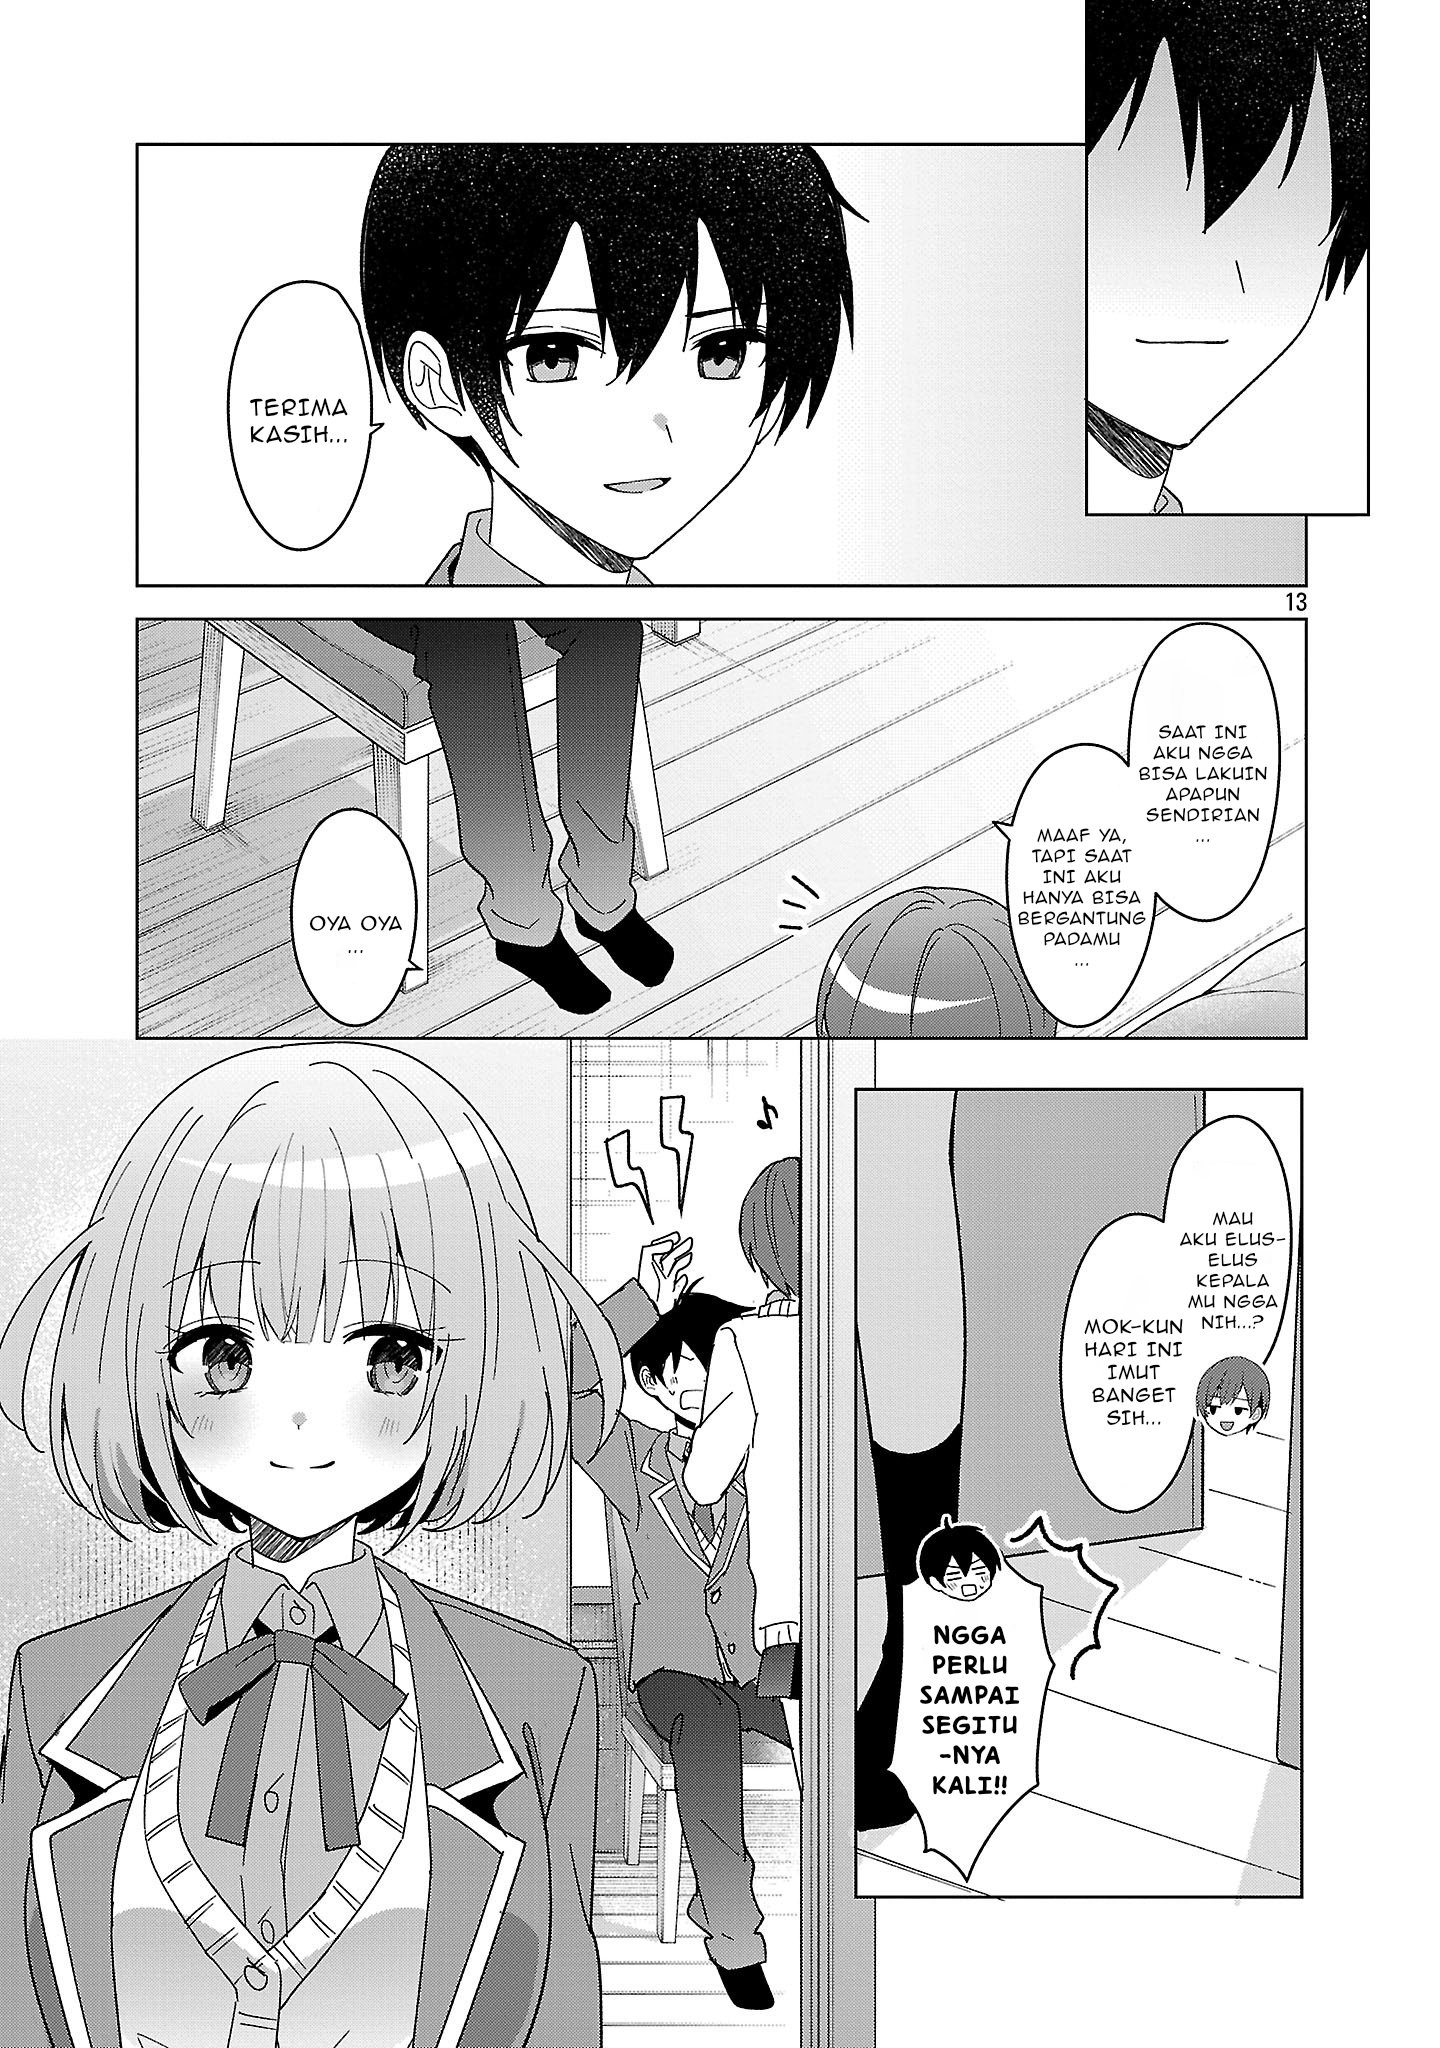 TERIMA
KASIH...
13
SAAT INI
AKU NGGA
BISA LAKUIN
APAPUN
SENDIRIAN
...
MAAF YA,
TAPI SAAT
INI AKU
HANYA BISA
BERGANTUNG
PADAMU
...
OYA OYA
...
MAU
AKU ELUS-
ELUS
KEPALA
MU NGGA
NIH...?
MOK-KUN
HARI INI
IMUT
BANGET
SIH...
NGGA
PERLU
SAMPAI
SEGITU
-NYA
KALI!!